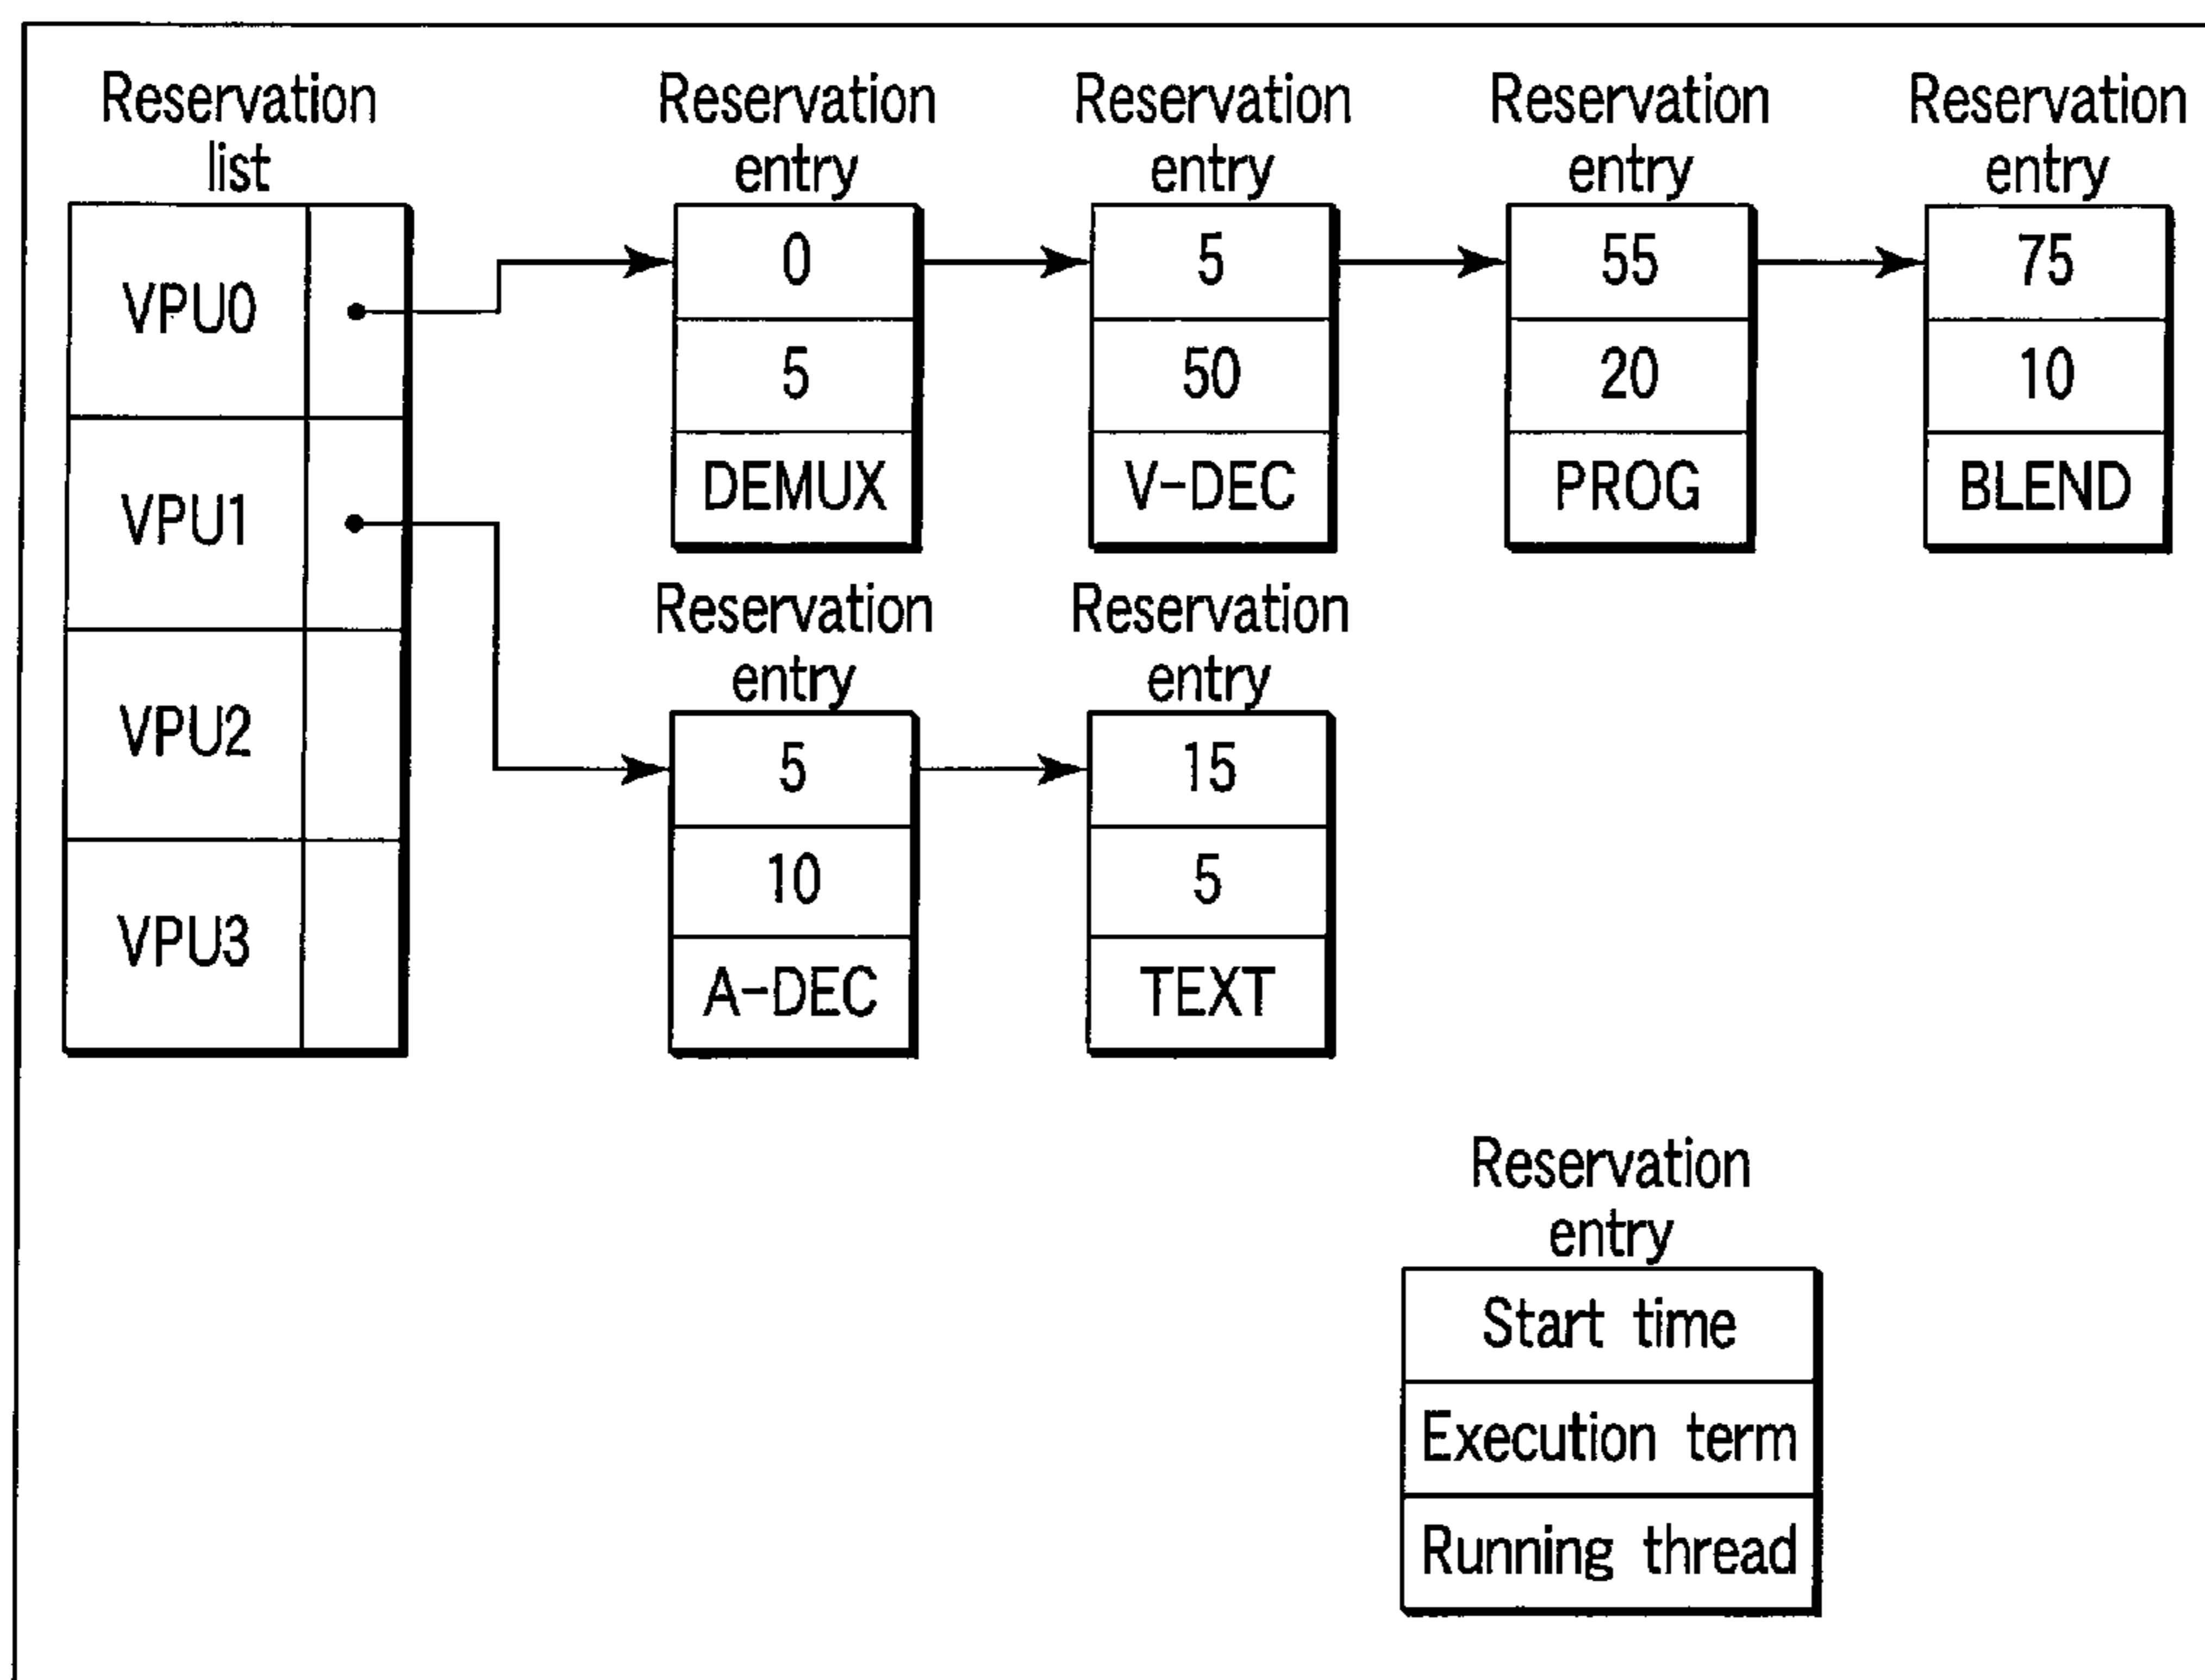 Reservation
list
VPU0
VPU1
VPU2
VPU3
Reservation
entry
0
5
DEMUX
Reservation
entry
5
50
V-DEC
Reservation
entry
55
20
PROG
Reservation
entry
75
10
BLEND
Reservation
entry
5
10
A-DEC
Reservation
entry
15
5
TEXT
Reservation
entry
Start time
Execution term
Running thread